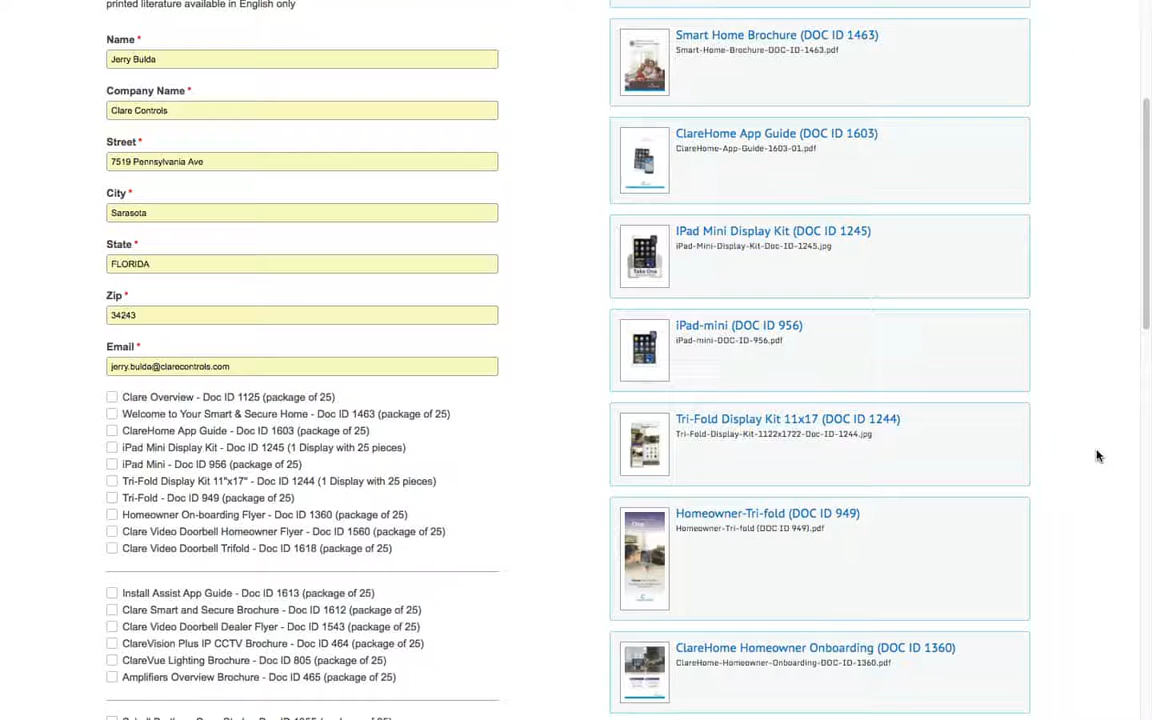 printed literature available in English only
Name *
Jerry Bulda
Company Name *
Clare Controls
Street *
7519 Pennsylvania Ave
City *
Sarasota
State *
FLORIDA
Zip *
34243
Email *
jerry.bulda@clarecontrols.com
Clare Overview - Doc ID 1125 (package of 25)
Welcome to Your Smart & Secure Home - Doc ID 1463 (package of 25)
ClareHome App Guide - Doc ID 1603 (package of 25)
iPad Mini Display Kit - Doc ID 1245 (1 Display with 25 pieces)
iPad Mini - Doc ID 956 (package of 25)
Tri-Fold Display Kit 11"x17" - Doc ID 1244 (1 Display with 25 pieces)
Tri-Fold - Doc ID 949 (package of 25)
Homeowner On-boarding Flyer - Doc ID 1360 (package of 25)
Clare Video Doorbell Homeowner Flyer - Doc ID 1560 (package of 25)
Clare Video Doorbell Trifold - Doc ID 1618 (package of 25)
Install Assist App Guide - Doc ID 1613 (package of 25)
Clare Smart and Secure Brochure - Doc ID 1612 (package of 25)
Clare Video Doorbell Dealer Flyer - Doc ID 1543 (package of 25)
ClareVision Plus IP CCTV Brochure - Doc ID 464 (package of 25)
ClareVue Lighting Brochure - Doc ID 805 (package of 25)
Amplifiers Overview Brochure - Doc ID 465 (package of 25)
Smart Home Brochure (DOC ID 1463)
Smart-Home-Brochure-DOC-ID-1463.pdf
ClareHome App Guide (DOC ID 1603)
ClareHome-App-Guide-1603-01.pdf
IPad Mini Display Kit (DOC ID 1245)
iPad-Mini-Display-Kit-Doc-ID-1245.jpg
Take One
iPad-mini (DOC ID 956)
iPad-mini-DOC-ID-956.pdf
Tri-Fold Display Kit 11x17 (DOC ID 1244)
Tri-Fold-Display-Kit-1122x1722-Doc-ID-1244.jpg
Homeowner-Tri-fold (DOC ID 949)
Homeowner-Tri-fold (DOC ID 949).pdf
ClareHome Homeowner Onboarding (DOC ID 1360)
ClareHome-Homeowner-Onboarding-DOC-ID-1360.pdf